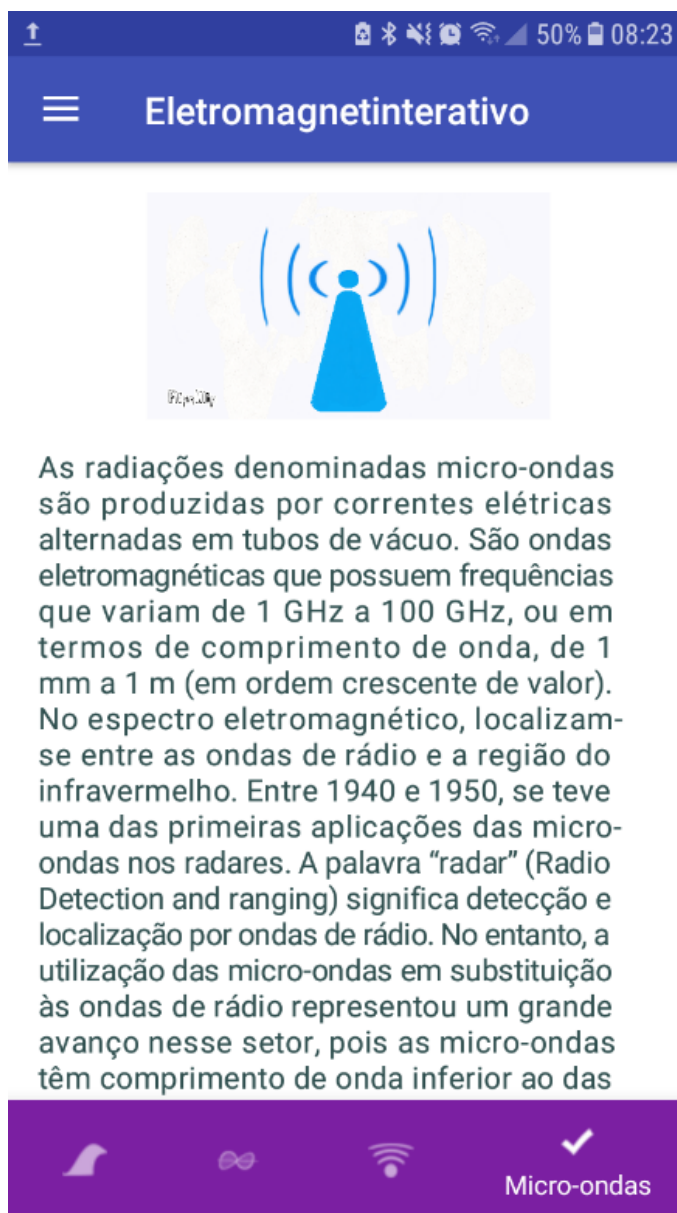 50% 08:23
Eletromagnetinterativo
As radiações denominadas micro-ondas
são produzidas por correntes elétricas
alternadas em tubos de vácuo. São ondas
eletromagnéticas que possuem frequências
que variam de 1 GHz a 100 GHz, ou em
termos de comprimento de onda, de 1
mm a 1 m (em ordem crescente de valor).
No espectro eletromagnético, localizam-
se entre as ondas de rádio e a região do
infravermelho. Entre 1940 e 1950, se teve
uma das primeiras aplicações das micro-
ondas nos radares. A palavra “radar” (Radio
Detection and ranging) significa detecção e
localização por ondas de rádio. No entanto, a
utilização das micro-ondas em substituição
às ondas de rádio representou um grande
avanço nesse setor, pois as micro-ondas
têm comprimento de onda inferior ao das
Micro-ondas